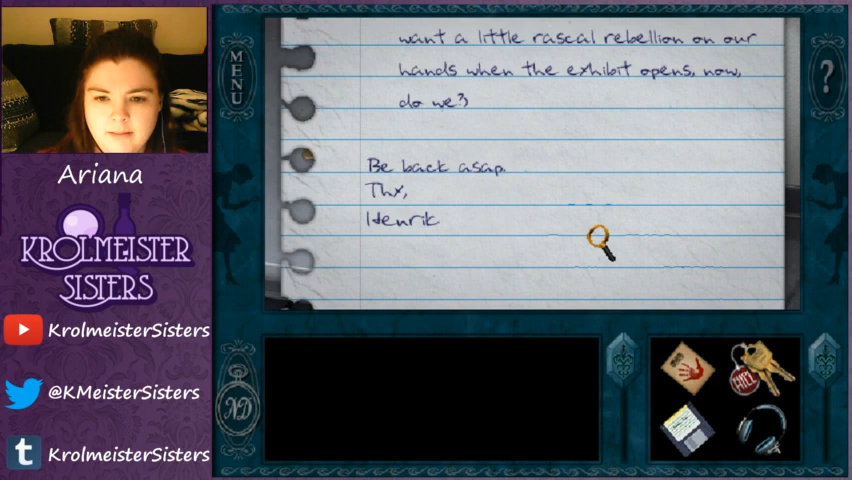 want a little rascal rebellion on our
hands when the exhibit opens, now,
do we?
Be back asap.
Thx,
Henrik
MENU
?
Ariana
KROLMEISTER
SISTERS
KrolmeisterSisters
@KMeisterSisters
t
KrolmeisterSisters
ND